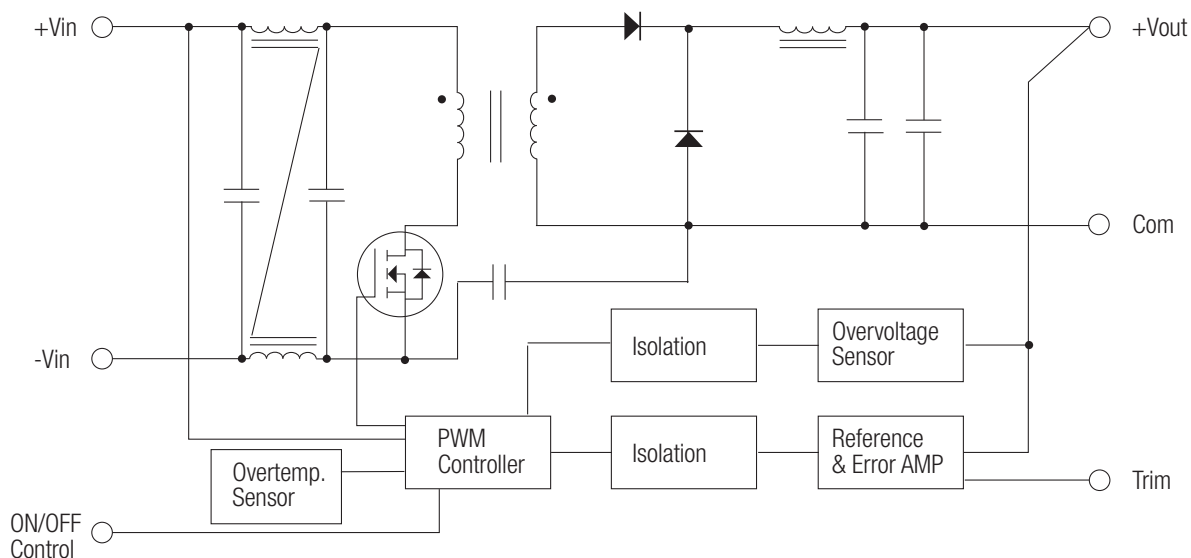 +Vin
+Vout
Com
-Vin
Isolation
Overvoltage
Sensor
PWM
Controller
Isolation
Reference
& Error AMP
Overtemp.
Sensor
Trim
ON/OFF
Control